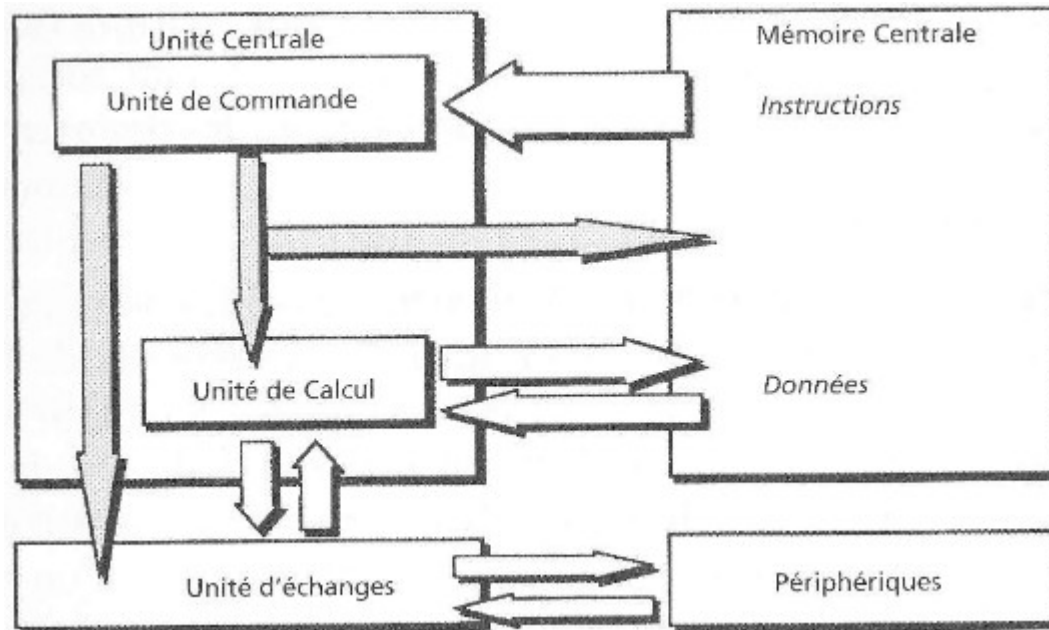 Unité Centrale
Mémoire Centrale
Unité de Commande
Instructions
Unité de Calcul
Données
Unité d'échanges
Périphériques